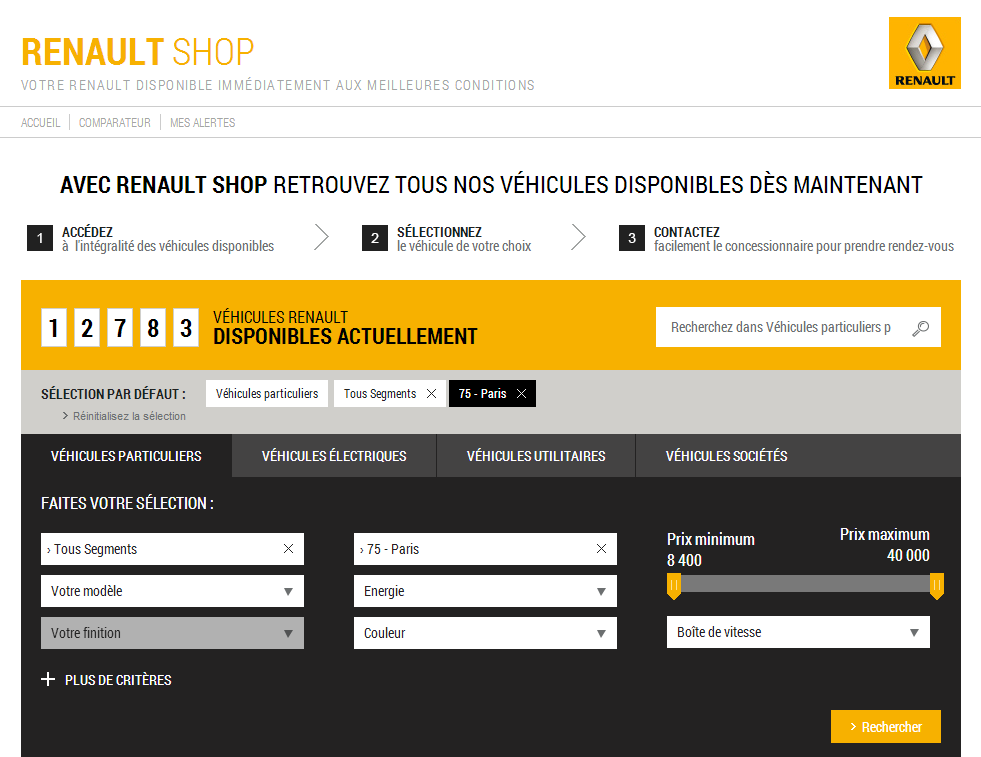 RENAULT SHOP
VOTRE RENAULT DISPONIBLE IMMÉDIATEMENT AUX MEILLEURES CONDITIONS
RENAULT
ACCUEIL
COMPARATEUR
MES ALERTES
AVEC RENAULT SHOP RETROUVEZ TOUS NOS VÉHICULES DISPONIBLES DÈS MAINTENANT
1
ACCÉDEZ
à l'intégralité des véhicules disponibles
2
SÉLECTIONNEZ
le véhicule de votre choix
3
CONTACTEZ
facilement le concessionnaire pour prendre rendez-vous
1 2 7 8 3
VÉHICULES RENAULT
DISPONIBLES ACTUELLEMENT
Recherchez dans Véhicules particuliers p
SÉLECTION PAR DÉFAUT :
Véhicules particuliers
Tous Segments
75 - Paris
> Réinitialisez la sélection
VÉHICULES PARTICULIERS
VÉHICULES ÉLECTRIQUES
VÉHICULES UTILITAIRES
VÉHICULES SOCIÉTÉS
FAITES VOTRE SÉLECTION :
› Tous Segments
› 75 - Paris
Prix minimum
8 400
Prix maximum
40 000
Votre modèle
Energie
Votre finition
Couleur
Boîte de vitesse
+ PLUS DE CRITÈRES
> Rechercher